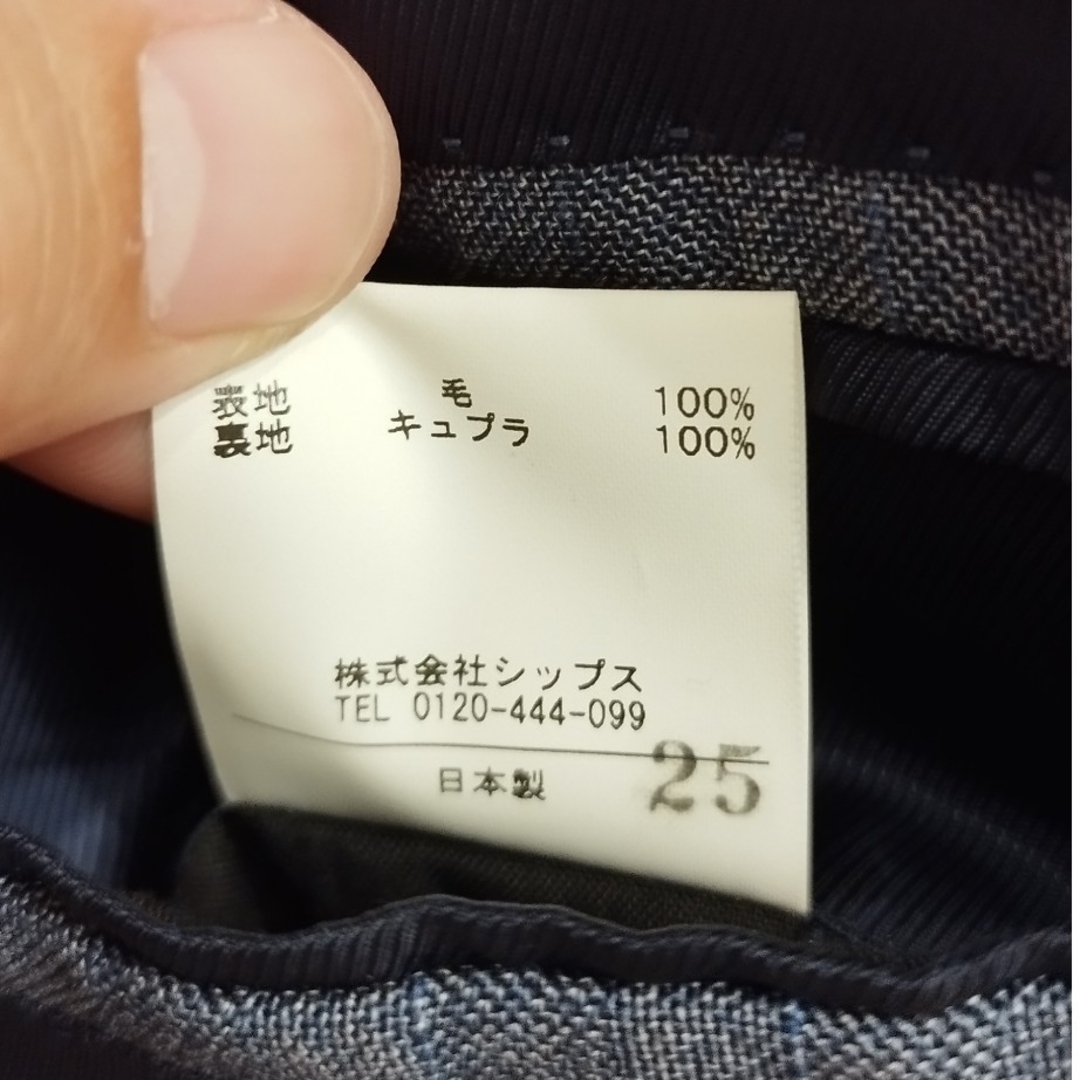 表地 毛 100%
裏地 キュプラ 100%
株式会社シップス
TEL 0120-444-099
日本製 25